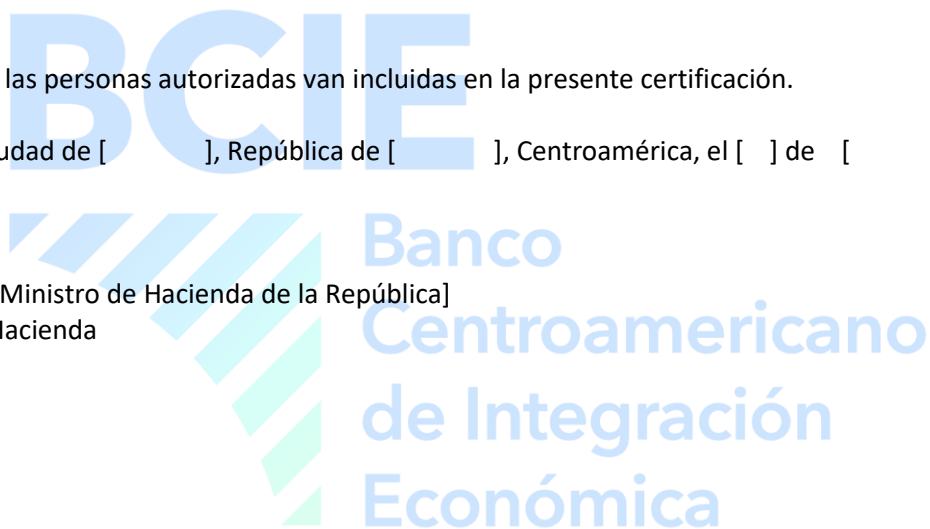 BCIE
las personas autorizadas van incluidas en la presente certificación.
udad de [ ], República de [ ], Centroamérica, el [ ] de [
Banco
Ministro de Hacienda de la República]
Hacienda
Centroamericano
de Integración
Económica